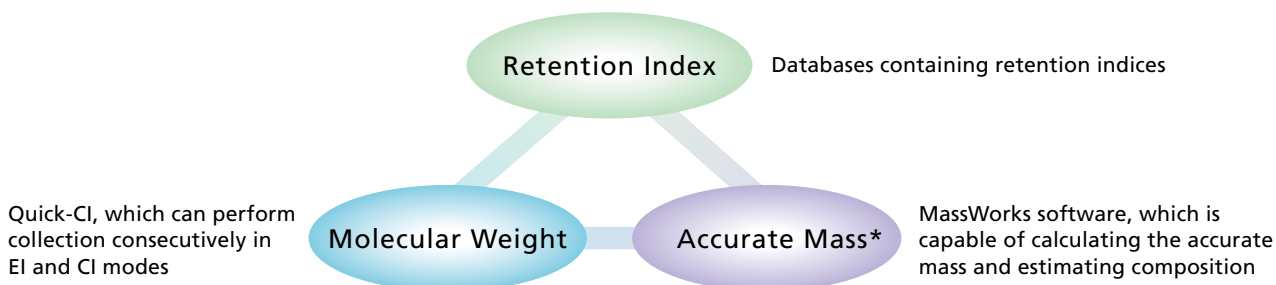 Retention Index
Databases containing retention indices
Quick-CI, which can perform
collection consecutively in
EI and CI modes
Molecular Weight
Accurate Mass*
MassWorks software, which is
capable of calculating the accurate
mass and estimating composition